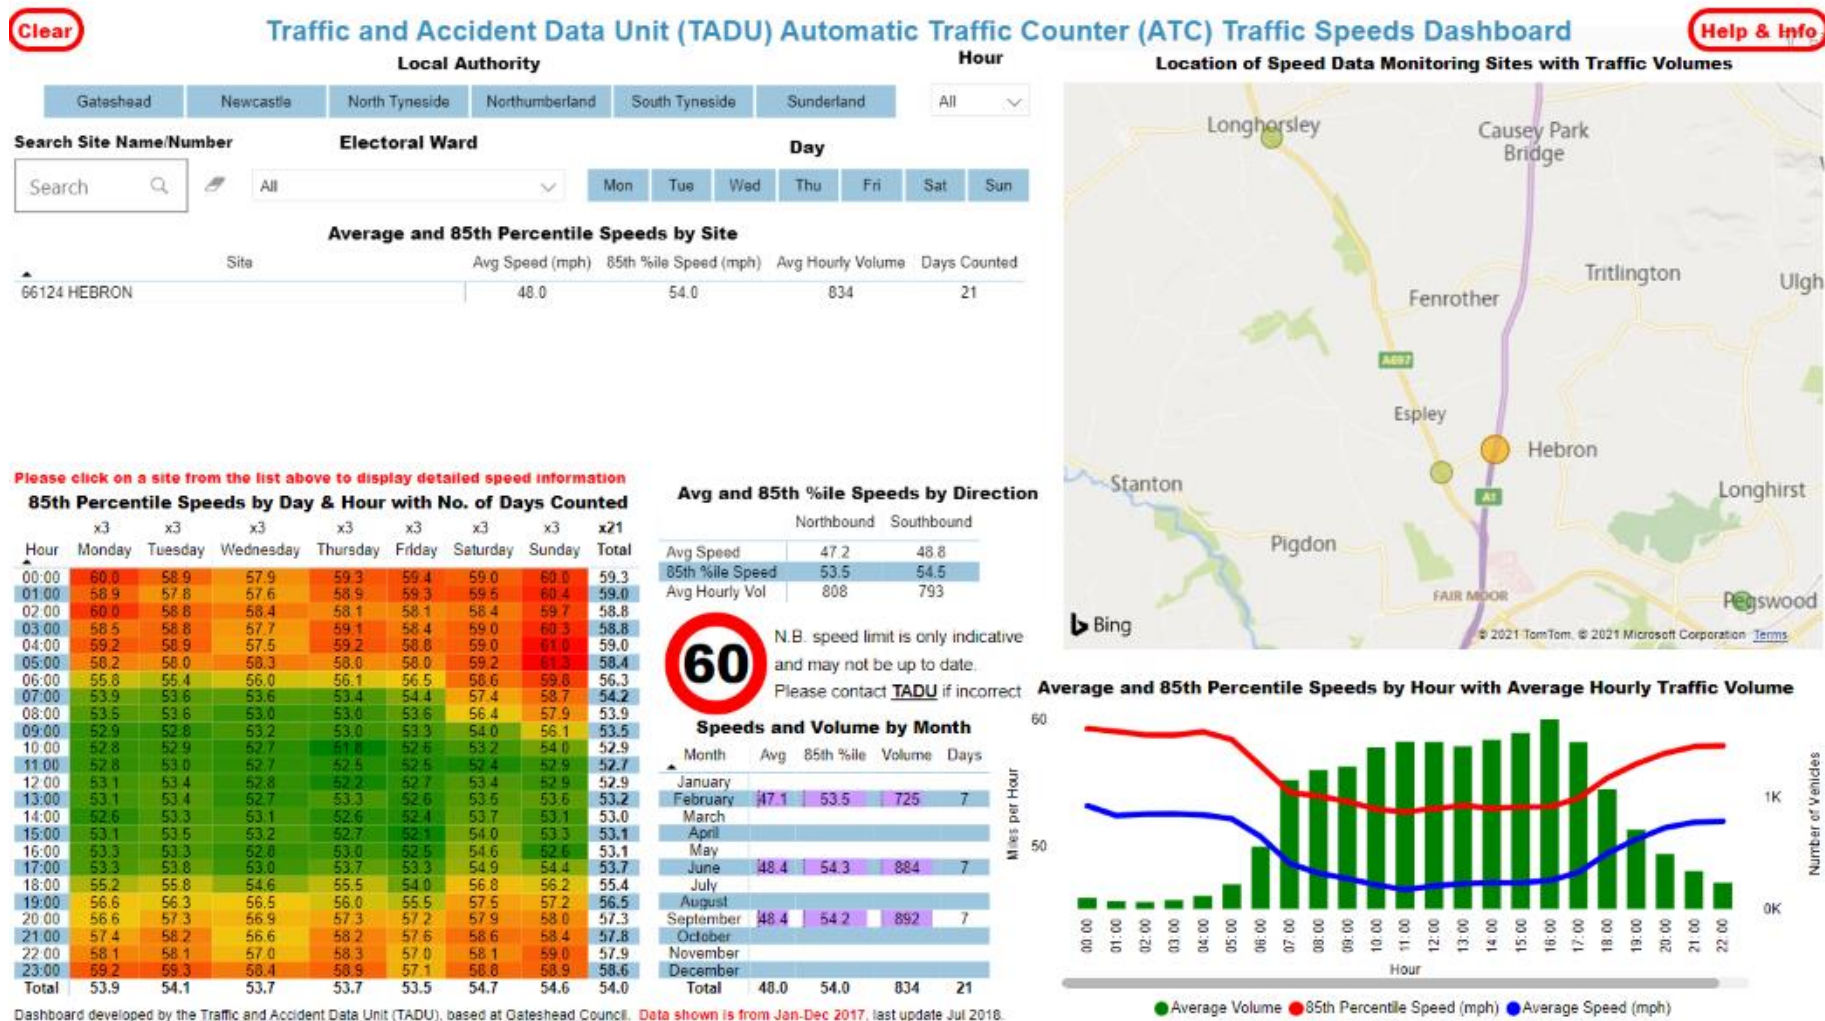 Clear
Traffic and Accident Data Unit (TADU) Automatic Traffic Counter (ATC) Traffic Speeds Dashboard
Help & Info
Local Authority
Hour
Gateshead Newcastle North Tyneside Northumberland South Tyneside Sunderland
All
Search Site Name/Number
Electoral Ward
Day
Search
All
Mon Tue Wed Thu Fri Sat Sun
Average and 85th Percentile Speeds by Site
Site Avg Speed (mph) 85th %ile Speed (mph) Avg Hourly Volume Days Counted
66124 HEBRON 48.0 54.0 834 21
Please click on a site from the list above to display detailed speed information
85th Percentile Speeds by Day & Hour with No. of Days Counted
x3 x3 x3 x3 x3 x3 x3 x21
Hour Monday Tuesday Wednesday Thursday Friday Saturday Sunday Total
00:00 60.0 58.9 57.9 59.3 59.4 59.0 60.0 59.3
01:00 58.9 57.8 57.6 58.9 59.3 59.5 60.4 59.0
02:00 60.0 58.8 58.4 58.1 58.1 58.4 59.7 58.8
03:00 58.5 58.8 57.7 59.1 58.4 59.0 60.3 58.8
04:00 59.2 58.9 57.5 59.2 58.8 59.0 61.0 59.0
05:00 58.2 58.0 58.3 58.0 58.0 59.2 61.3 58.4
06:00 55.8 55.4 56.0 56.1 56.5 58.6 59.8 56.3
07:00 53.9 53.6 53.6 53.4 54.4 57.4 58.7 54.2
08:00 53.5 53.6 53.0 53.0 53.6 56.4 57.9 53.9
09:00 52.9 52.8 53.2 53.0 53.3 54.0 56.1 53.5
10:00 52.8 52.9 52.7 51.8 52.6 53.2 54.0 52.9
11:00 52.8 53.0 52.7 52.5 52.5 52.4 52.9 52.7
12:00 53.1 53.4 52.8 52.2 52.7 53.4 52.9 52.9
13:00 53.1 53.4 52.7 53.3 52.6 53.5 53.6 53.2
14:00 52.6 53.3 53.1 52.6 52.4 53.7 53.1 53.0
15:00 53.1 53.5 53.2 52.7 52.1 54.0 53.3 53.1
16:00 53.3 53.3 52.8 53.0 52.5 54.6 52.6 53.1
17:00 53.3 53.8 53.0 53.7 53.3 54.9 54.4 53.7
18:00 55.2 55.8 54.6 55.5 54.0 56.8 56.2 55.4
19:00 56.6 56.3 56.5 56.0 55.5 57.5 57.2 56.5
20:00 56.6 57.3 56.9 57.3 57.2 57.9 58.0 57.3
21:00 57.4 58.2 56.6 58.2 57.6 58.6 58.4 57.8
22:00 58.1 58.1 57.0 58.3 57.0 58.1 59.0 57.9
23:00 59.2 59.3 58.4 58.9 57.1 58.8 58.9 58.6
Total 53.9 54.1 53.7 53.7 53.5 54.7 54.6 54.0
Avg and 85th %ile Speeds by Direction
Northbound Southbound
Avg Speed 47.2 48.8
85th %ile Speed 53.5 54.5
Avg Hourly Vol 808 793
60
N.B. speed limit is only indicative
and may not be up to date.
Please contact TADU if incorrect
Speeds and Volume by Month
Month Avg 85th %ile Volume Days
January
February 47.1 53.5 725 7
March
April
May
June 48.4 54.3 884 7
July
August
September 48.4 54.2 892 7
October
November
December
Total 48.0 54.0 834 21
Location of Speed Data Monitoring Sites with Traffic Volumes
Longhorsley
Causey Park
Bridge
Tritlington
Ulgh
Fenrother
A697
Espley
Hebron
Stanton
A1
Longhirst
Pigdon
FAIR MOOR
Pegswood
Bing
© 2021 TomTom, © 2021 Microsoft Corporation Terms
Average and 85th Percentile Speeds by Hour with Average Hourly Traffic Volume
60
50
Miles per Hour
1K
0K
Number of Vehicles
00:00 01:00 02:00 03:00 04:00 05:00 06:00 07:00 08:00 09:00 10:00 11:00 12:00 13:00 14:00 15:00 16:00 17:00 18:00 19:00 20:00 21:00 22:00
Hour
Average Volume 85th Percentile Speed (mph) Average Speed (mph)
Dashboard developed by the Traffic and Accident Data Unit (TADU), based at Gateshead Council. Data shown is from Jan-Dec 2017, last update Jul 2018.